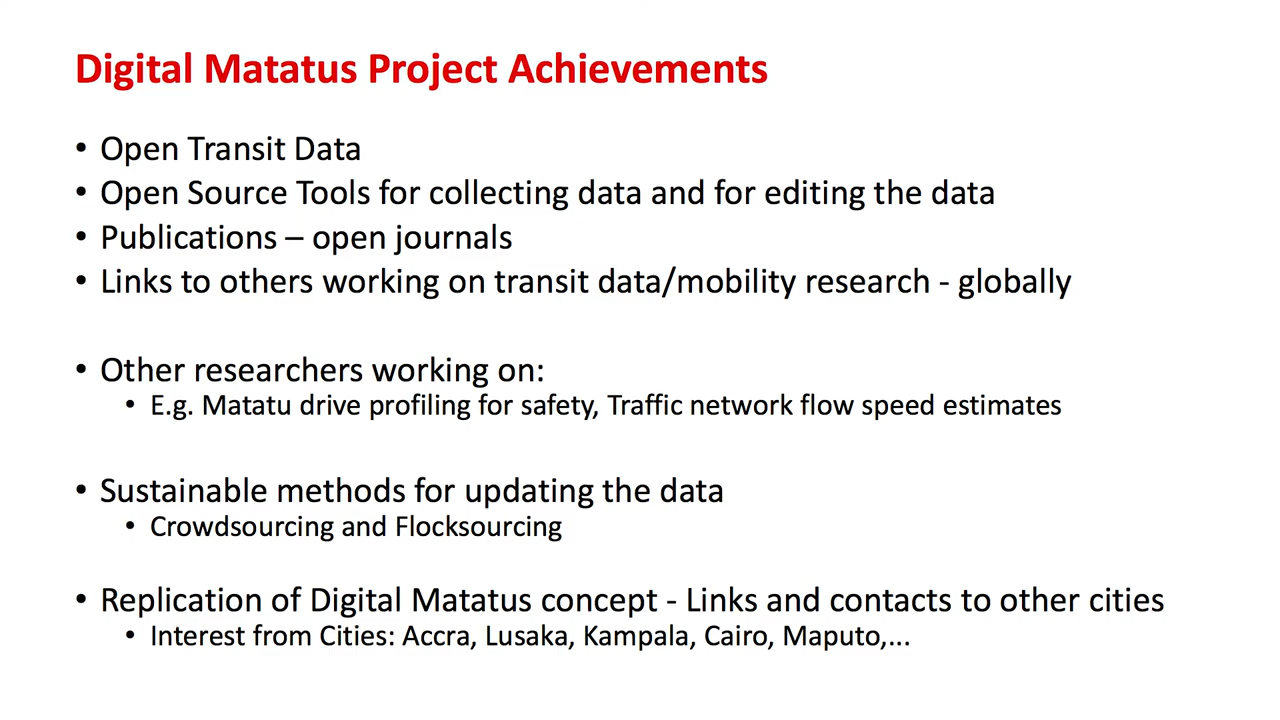 Digital Matatus Project Achievements
• Open Transit Data
• Open Source Tools for collecting data and for editing the data
• Publications – open journals
• Links to others working on transit data/mobility research - globally
• Other researchers working on:
• E.g. Matatu drive profiling for safety, Traffic network flow speed estimates
• Sustainable methods for updating the data
• Crowdsourcing and Flocksourcing
• Replication of Digital Matatus concept - Links and contacts to other cities
• Interest from Cities: Accra, Lusaka, Kampala, Cairo, Maputo,...